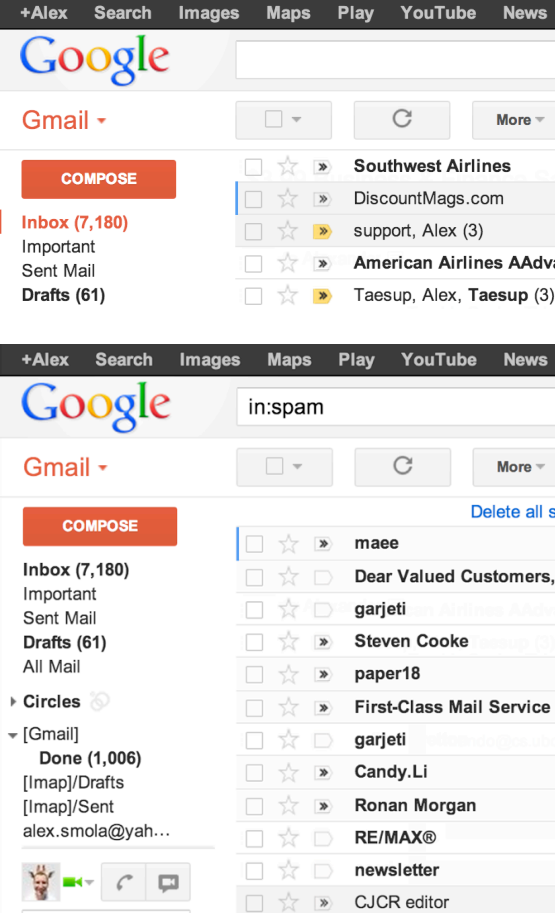 +Alex Search Images Maps Play YouTube News
Google
Gmail
More
COMPOSE
Inbox (7,180)
Important
Sent Mail
Drafts (61)
Southwest Airlines
DiscountMags.com
support, Alex (3)
American Airlines AAdva
Taesup, Alex, Taesup (3)
+Alex Search Images Maps Play YouTube News
Google
in:spam
Gmail
More
Delete all s
COMPOSE
Inbox (7,180)
Important
Sent Mail
Drafts (61)
All Mail
Circles
[Gmail]
Done (1,006)
[Imap]/Drafts
[Imap]/Sent
alex.smola@yah...
maee
Dear Valued Customers,
garjeti
Steven Cooke
paper18
First-Class Mail Service
garjeti
Candy.Li
Ronan Morgan
RE/MAX®
newsletter
CJCR editor